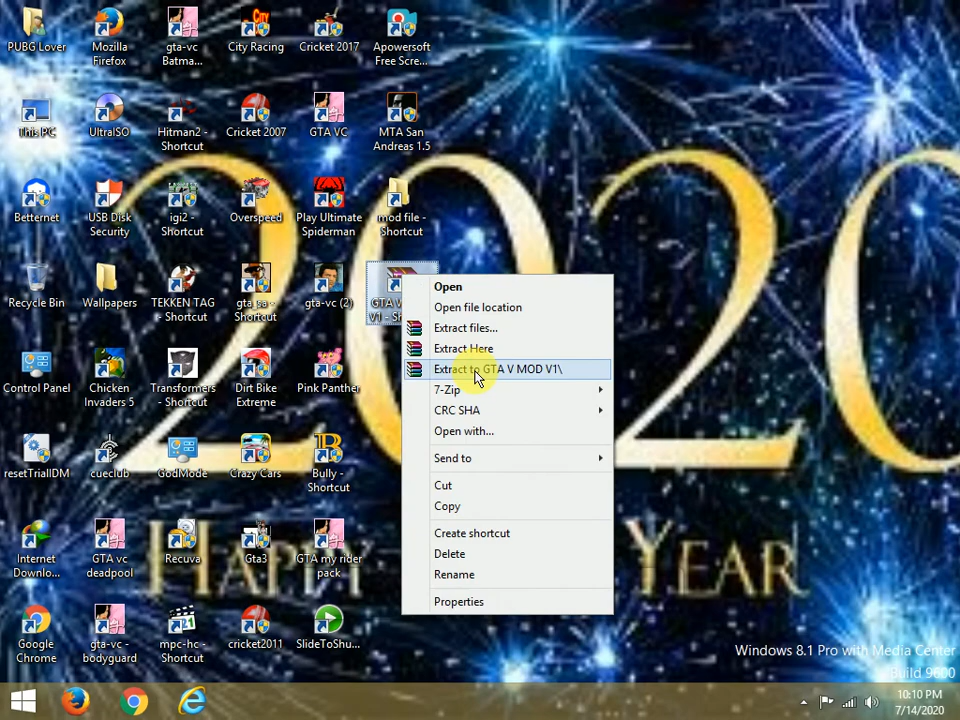 PUBG Lover
Mozilla
Firefox
gta-vc
Batma...
City Racing
Cricket 2017
Apowersoft
Free Scre...
This PC
UltraISO
Hitman2 -
Shortcut
Cricket 2007
GTA VC
MTA San
Andreas 1.5
Betternet
USB Disk
Security
igi2 -
Shortcut
Overspeed
Play Ultimate
Spiderman
mod file -
Shortcut
Recycle Bin
Wallpapers
TEKKEN TAG
- Shortcut
gta sa -
Shortcut
gta-vc (2)
GTA
V1 - Sh
Control Panel
Chicken
Invaders 5
Transformers
- Shortcut
Dirt Bike
Extreme
Pink Panther
resetTrialIDM
cueclub
GodMode
Crazy Cars
Bully -
Shortcut
Internet
Downlo...
GTA vc
deadpool
Recuva
Gta3
GTA my rider
pack
Google
Chrome
gta-vc -
bodyguard
mpc-hc -
Shortcut
cricket2011
SlideToShu...
Open
Open file location
Extract files...
Extract Here
Extract to GTA V MOD V1\
7-Zip
CRC SHA
Open with...
Send to
Cut
Copy
Create shortcut
Delete
Rename
Properties
2020
YEAR
Windows 8.1 Pro with Media Center
Build 9600
10:10 PM
7/14/2020